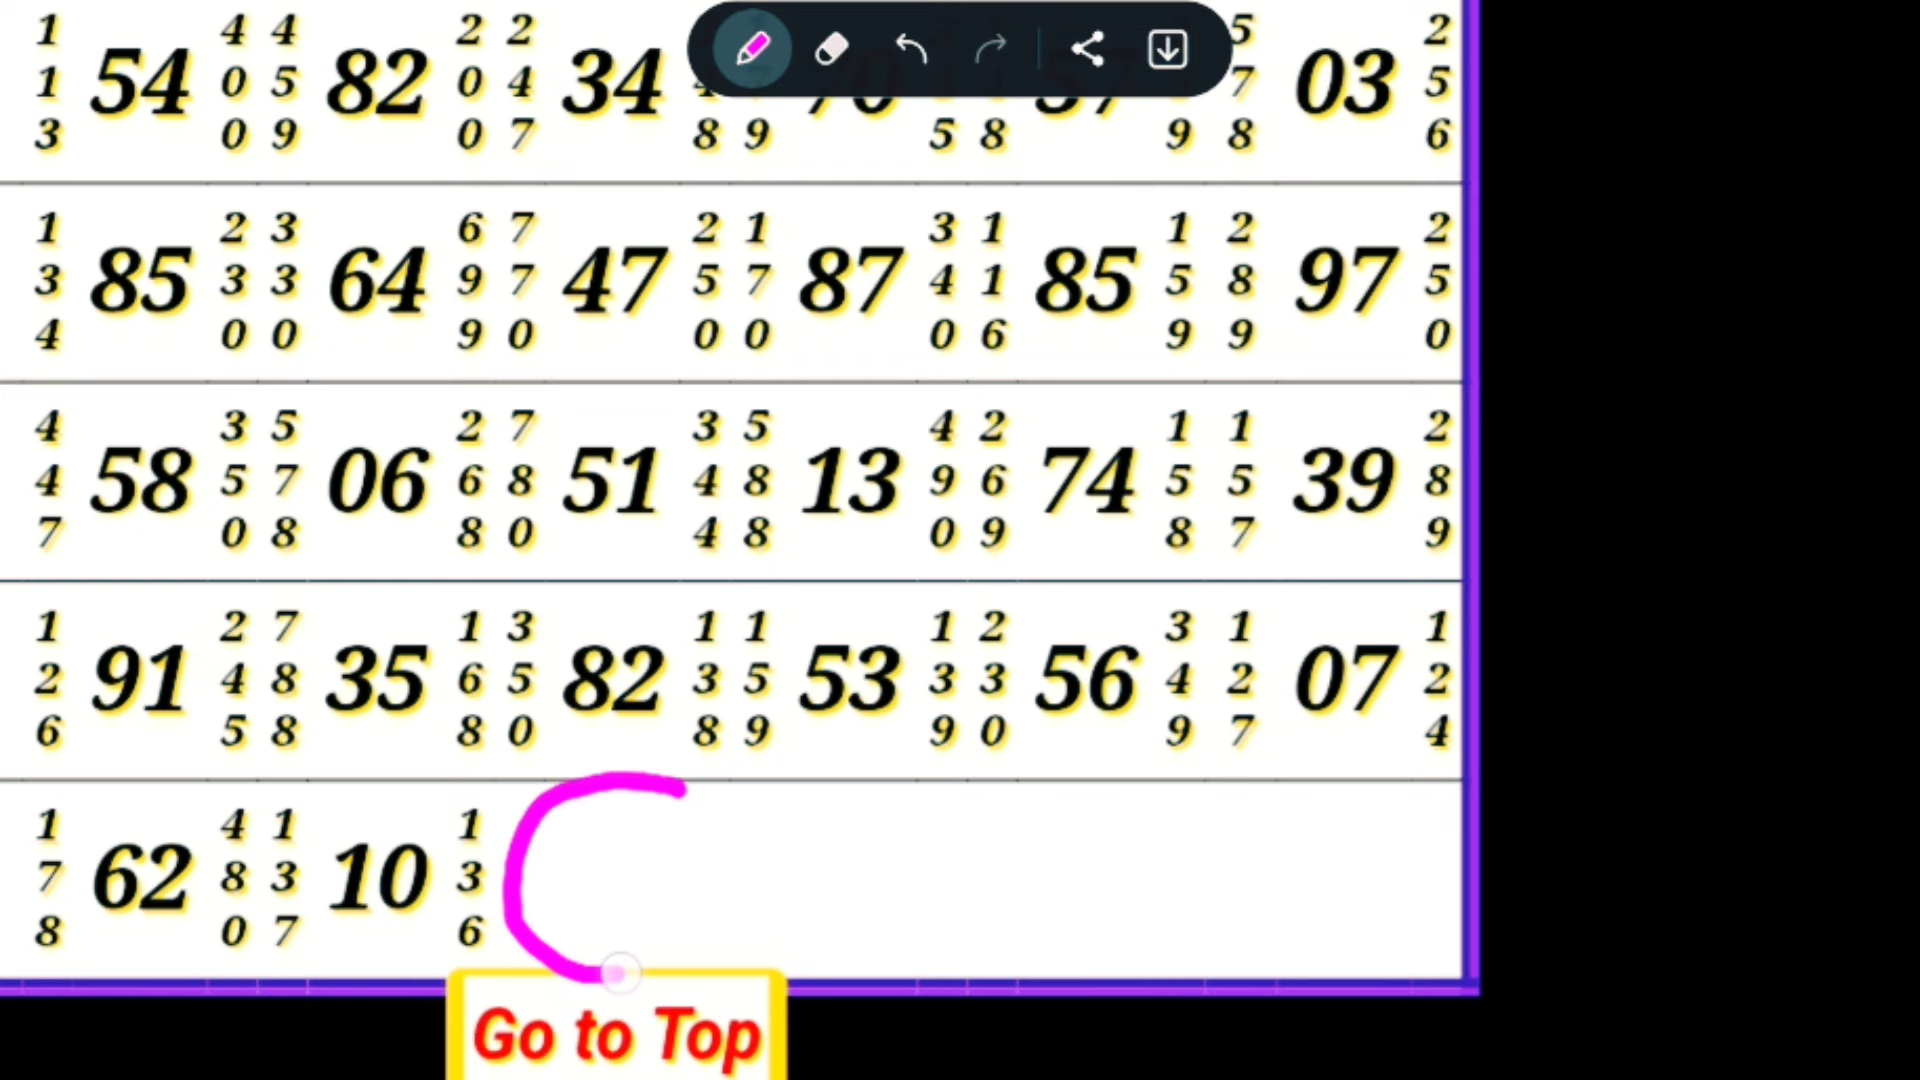 1 4 4 2 2 5 2
1 54 0 5 82 0 4 34 7 03 5
3 0 9 0 7 8 9 5 8 9 8 6
1 2 3 6 7 2 1 3 1 1 2 2
3 85 3 3 64 9 7 47 5 7 87 4 1 85 5 8 97 5
4 0 0 9 0 0 0 0 6 9 9 0
4 3 5 2 7 3 5 4 2 1 1 2
4 58 5 7 06 6 8 51 4 8 13 9 6 74 5 5 39 8
7 0 8 8 0 4 8 0 9 8 7 9
1 2 7 1 3 1 1 1 2 3 1 1
2 91 4 8 35 6 5 82 3 5 53 3 3 56 4 2 07 2
6 5 8 8 0 8 9 9 0 9 7 4
1 4 1 1
7 62 8 3 10 3
8 0 7 6
Go to Top